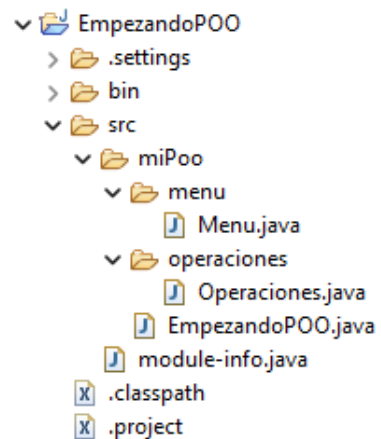 EmpezandoPOO
.settings
bin
src
miPoo
menu
Menu.java
operaciones
Operaciones.java
EmpezandoPOO.java
module-info.java
.classpath
.project